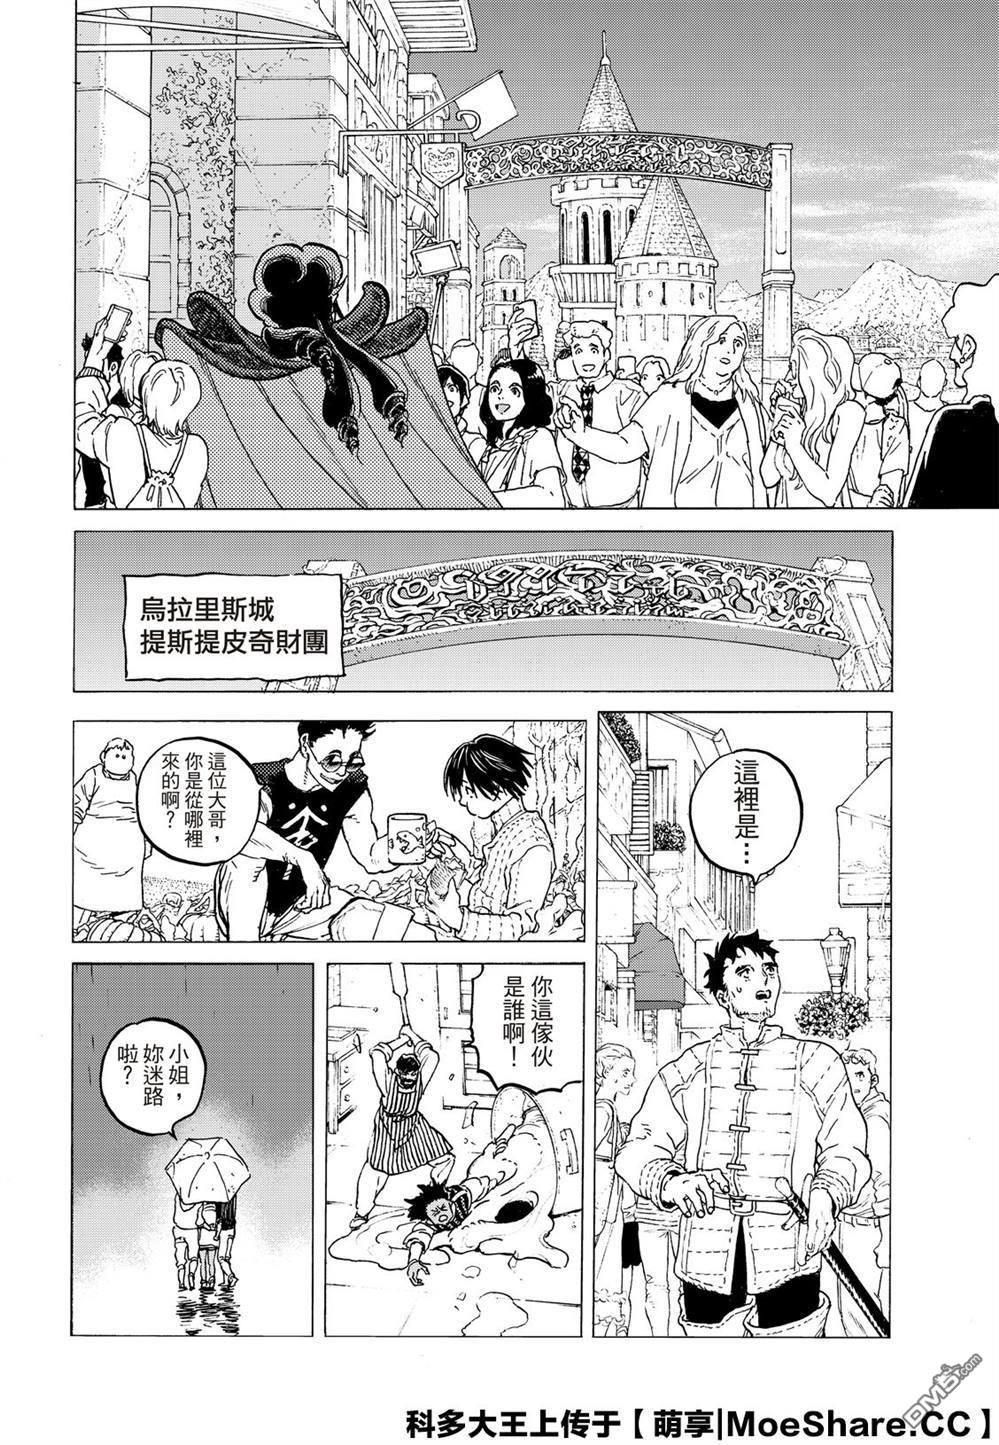 烏拉里斯城
提斯提皮奇財團
這裡是…
這位大哥，
你是從哪裡
來的啊？
你這傢伙
是誰啊！
小姐，
妳迷路
啦？
科多大王上传于【萌享|MoeShare.CC】